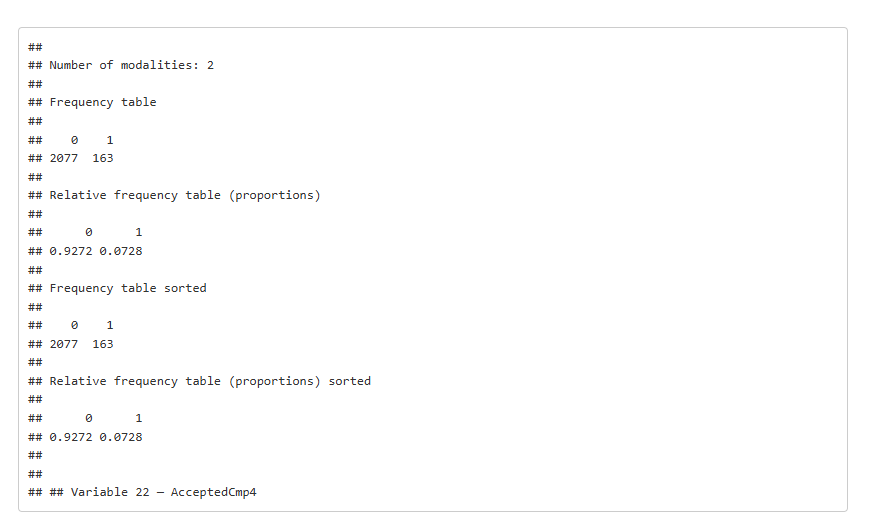 ##
## Number of modalities: 2
##
## Frequency table
##
##    0    1
## 2077  163
##
## Relative frequency table (proportions)
##
##      0      1
## 0.9272 0.0728
##
## Frequency table sorted
##
##    0    1
## 2077  163
##
## Relative frequency table (proportions) sorted
##
##      0      1
## 0.9272 0.0728
##
##
## ## Variable 22 — AcceptedCmp4